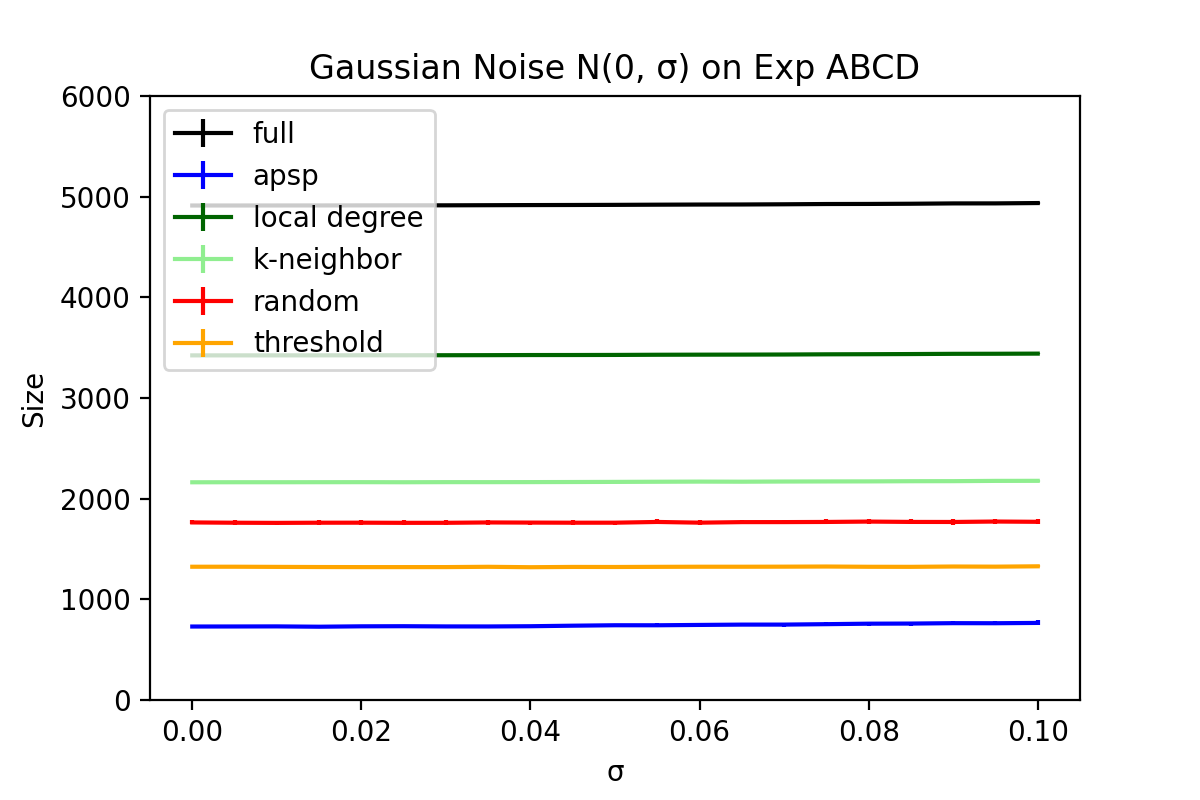 Gaussian Noise N(0, σ) on Exp ABCD
6000
5000
4000
3000
2000
1000
0
Size
full
apsp
local degree
k-neighbor
random
threshold
0.00
0.02
0.04
0.06
0.08
0.10
σ